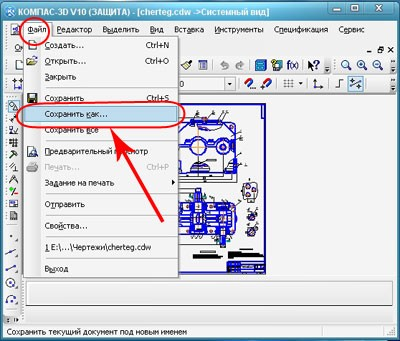 КОМПАС-3D V10 (ЗАЩИТА) - [cherteg.cdw ->Системный вид]
Файл Редактор Выделить Вид Вставка Инструменты Спецификация Сервис
Создать... Ctrl+N
Открыть... Ctrl+O
Закрыть
Сохранить Ctrl+S
Сохранить как...
Сохранить все
Предварительный просмотр
Печать... Ctrl+P
Задание на печать
Отправить
Свойства...
1 E:\...\Чертежи\cherteg.cdw
Выход
Сохранить текущий документ под новым именем